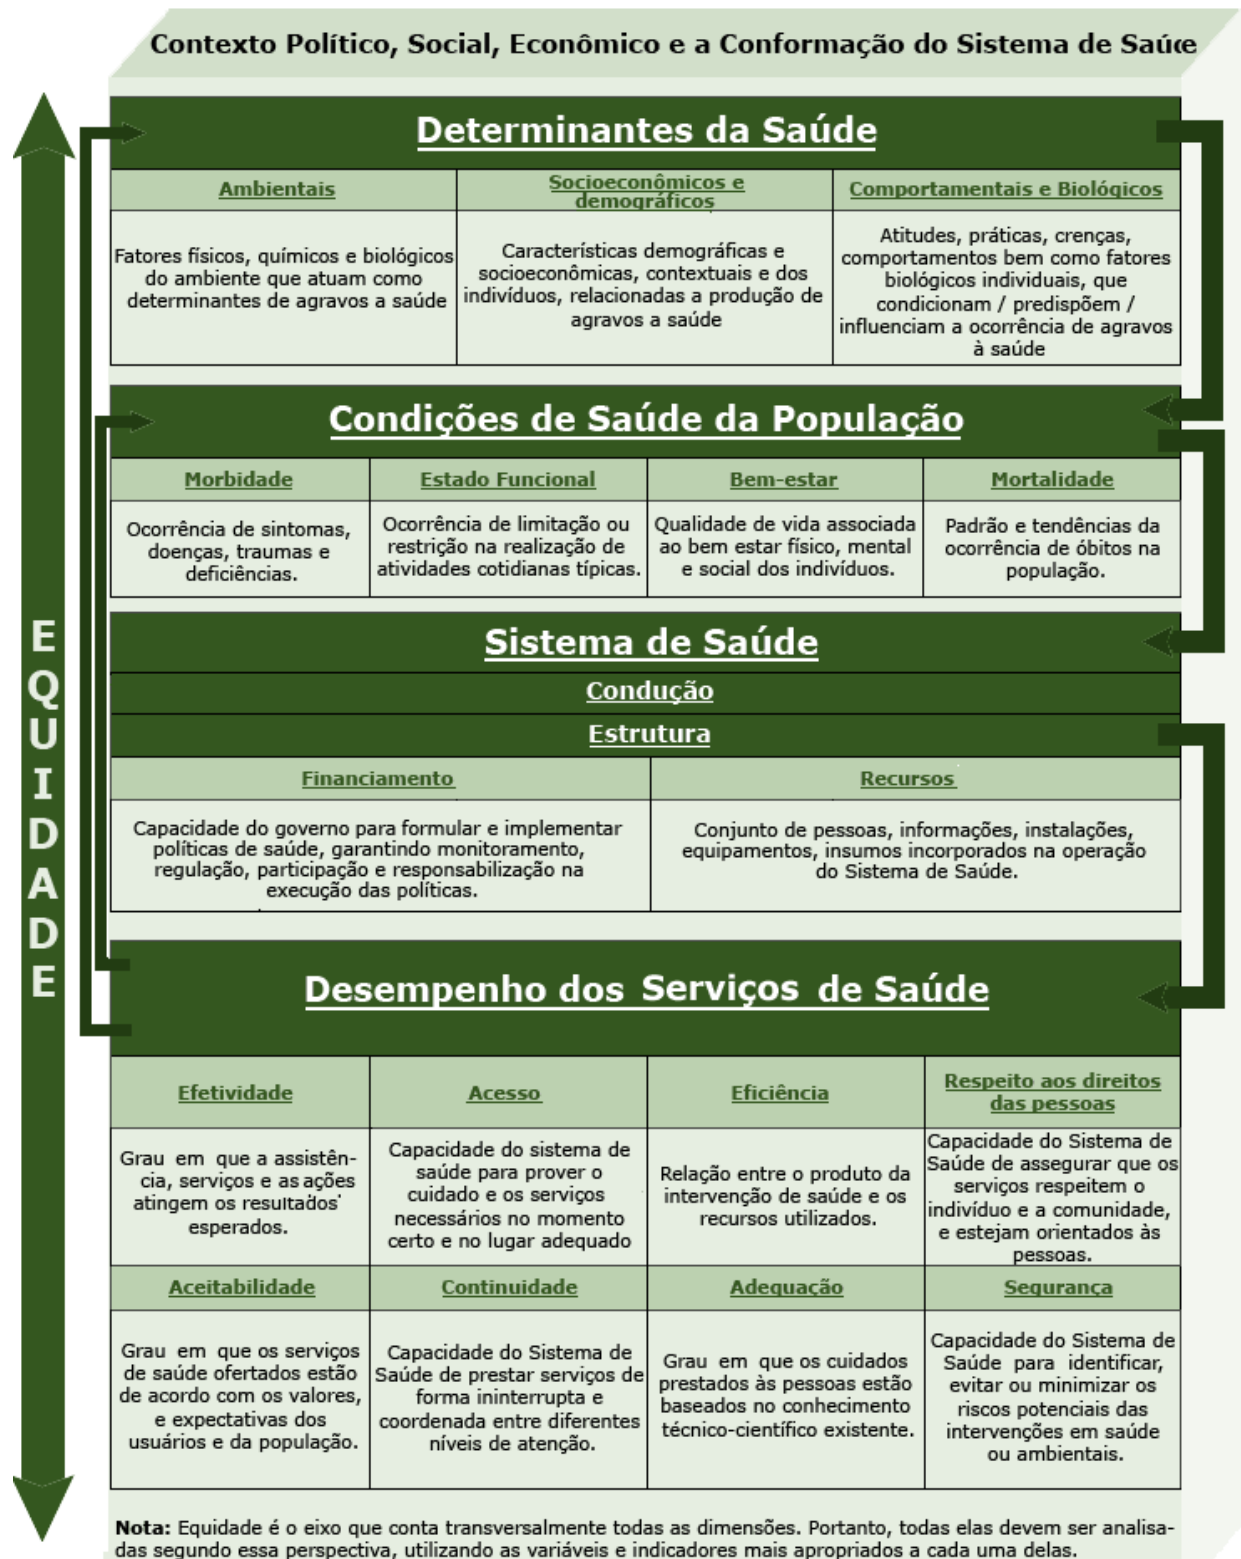 Contexto Político, Social, Econômico e a Conformação do Sistema de Saúde
Determinantes da Saúde
Ambientais
Socioeconômicos e
demográficos
Comportamentais e Biológicos
Fatores físicos, químicos e biológicos
do ambiente que atuam como
determinantes de agravos a saúde
Características demográficas e
socioeconômicas, contextuais e dos
indivíduos, relacionadas a produção de
agravos a saúde
Atitudes, práticas, crenças,
comportamentos bem como fatores
biológicos individuais, que
condicionam / predispõem /
influenciam a ocorrência de agravos
à saúde
Condições de Saúde da População
Morbidade
Estado Funcional
Bem-estar
Mortalidade
Ocorrência de sintomas,
doenças, traumas e
deficiências.
Ocorrência de limitação ou
restrição na realização de
atividades cotidianas típicas.
Qualidade de vida associada
ao bem estar físico, mental
e social dos indivíduos.
Padrão e tendências da
ocorrência de óbitos na
população.
Sistema de Saúde
Condução
Estrutura
Financiamento
Recursos
Capacidade do governo para formular e implementar
políticas de saúde, garantindo monitoramento,
regulação, participação e responsabilização na
execução das políticas.
Conjunto de pessoas, informações, instalações,
equipamentos, insumos incorporados na operação
do Sistema de Saúde.
EQUIDADE
Desempenho dos Serviços de Saúde
Efetividade
Acesso
Eficiência
Respeito aos direitos
das pessoas
Grau em que a assistên-
cia, serviços e as ações
atingem os resultados
esperados.
Capacidade do sistema de
saúde para prover o
cuidado e os serviços
necessários no momento
certo e no lugar adequado
Relação entre o produto da
intervenção de saúde e os
recursos utilizados.
Capacidade do Sistema de
Saúde de assegurar que os
serviços respeitem o
indivíduo e a comunidade,
e estejam orientados às
pessoas.
Aceitabilidade
Continuidade
Adequação
Segurança
Grau em que os serviços
de saúde ofertados estão
de acordo com os valores,
e expectativas dos
usuários e da população.
Capacidade do Sistema de
Saúde de prestar serviços de
forma ininterrupta e
coordenada entre diferentes
níveis de atenção.
Grau em que os cuidados
prestados às pessoas estão
baseados no conhecimento
técnico-científico existente.
Capacidade do Sistema de
Saúde para identificar,
evitar ou minimizar os
riscos potenciais das
intervenções em saúde
ou ambientais.
Nota: Equidade é o eixo que conta transversalmente todas as dimensões. Portanto, todas elas devem ser analisa-
das segundo essa perspectiva, utilizando as variáveis e indicadores mais apropriados a cada uma delas.